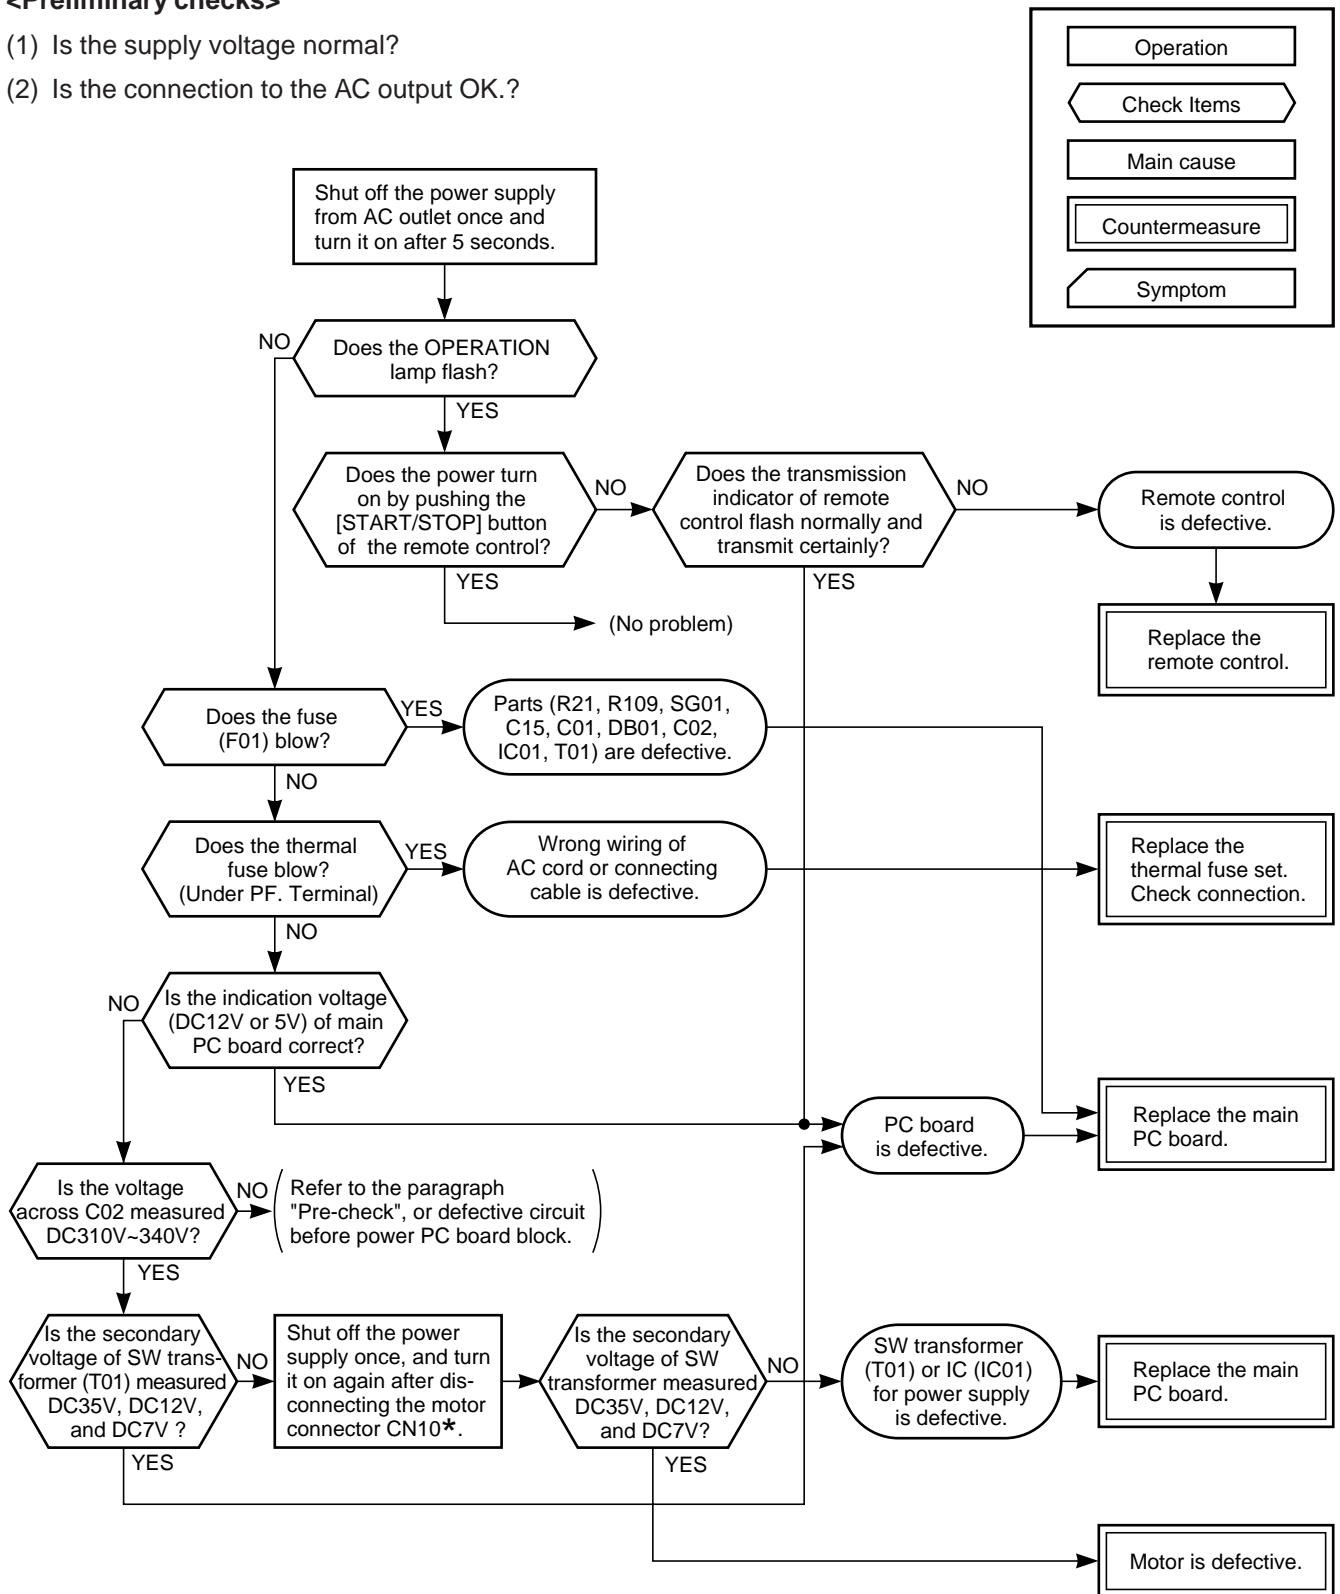 <Preliminary checks>
(1) Is the supply voltage normal?
(2) Is the connection to the AC output OK.?
Operation
Check Items
Main cause
Countermeasure
Symptom
Shut off the power supply
from AC outlet once and
turn it on after 5 seconds.
NO
Does the OPERATION
lamp flash?
YES
Does the power turn
on by pushing the
[START/STOP] button
of the remote control?
NO
Does the transmission
indicator of remote
control flash normally and
transmit certainly?
NO
Remote control
is defective.
YES
YES
(No problem)
Replace the
remote control.
Does the fuse
(F01) blow?
YES
Parts (R21, R109, SG01,
C15, C01, DB01, C02,
IC01, T01) are defective.
NO
Does the thermal
fuse blow?
(Under PF. Terminal)
YES
Wrong wiring of
AC cord or connecting
cable is defective.
Replace the
thermal fuse set.
Check connection.
NO
NO
Is the indication voltage
(DC12V or 5V) of main
PC board correct?
YES
PC board
is defective.
Replace the main
PC board.
Is the voltage
across C02 measured
DC310V~340V?
NO
Refer to the paragraph
"Pre-check", or defective circuit
before power PC board block.
YES
Is the secondary
voltage of SW trans-
former (T01) measured
DC35V, DC12V,
and DC7V ?
NO
Shut off the power
supply once, and turn
it on again after dis-
connecting the motor
connector CN10*.
Is the secondary
voltage of SW
transformer measured
DC35V, DC12V,
and DC7V?
NO
SW transformer
(T01) or IC (IC01)
for power supply
is defective.
Replace the main
PC board.
YES
YES
Motor is defective.